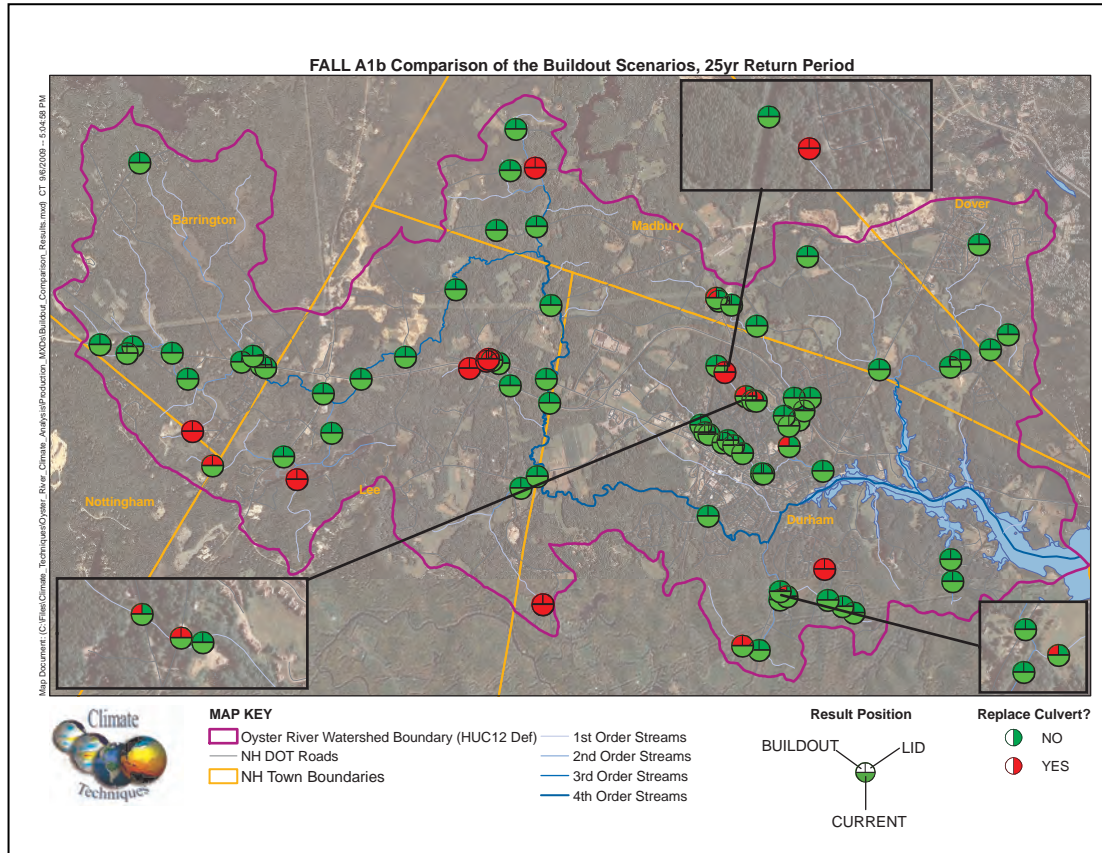 FALL A1b Comparison of the Buildout Scenarios, 25yr Return Period
Map Document: (C:\Files\Climate_Techniques\Oyster_River_Climate_Analysis\Production_MXDs\Buildout_Comparison_Results.mxd) CT 9/6/2009 -- 5:04:58 PM
Barrington
Madbury
Dover
Nottingham
Lee
Durham
Climate
Techniques
MAP KEY
Oyster River Watershed Boundary (HUC12 Def)
NH DOT Roads
NH Town Boundaries
1st Order Streams
2nd Order Streams
3rd Order Streams
4th Order Streams
Result Position
BUILDOUT
LID
CURRENT
Replace Culvert?
NO
YES